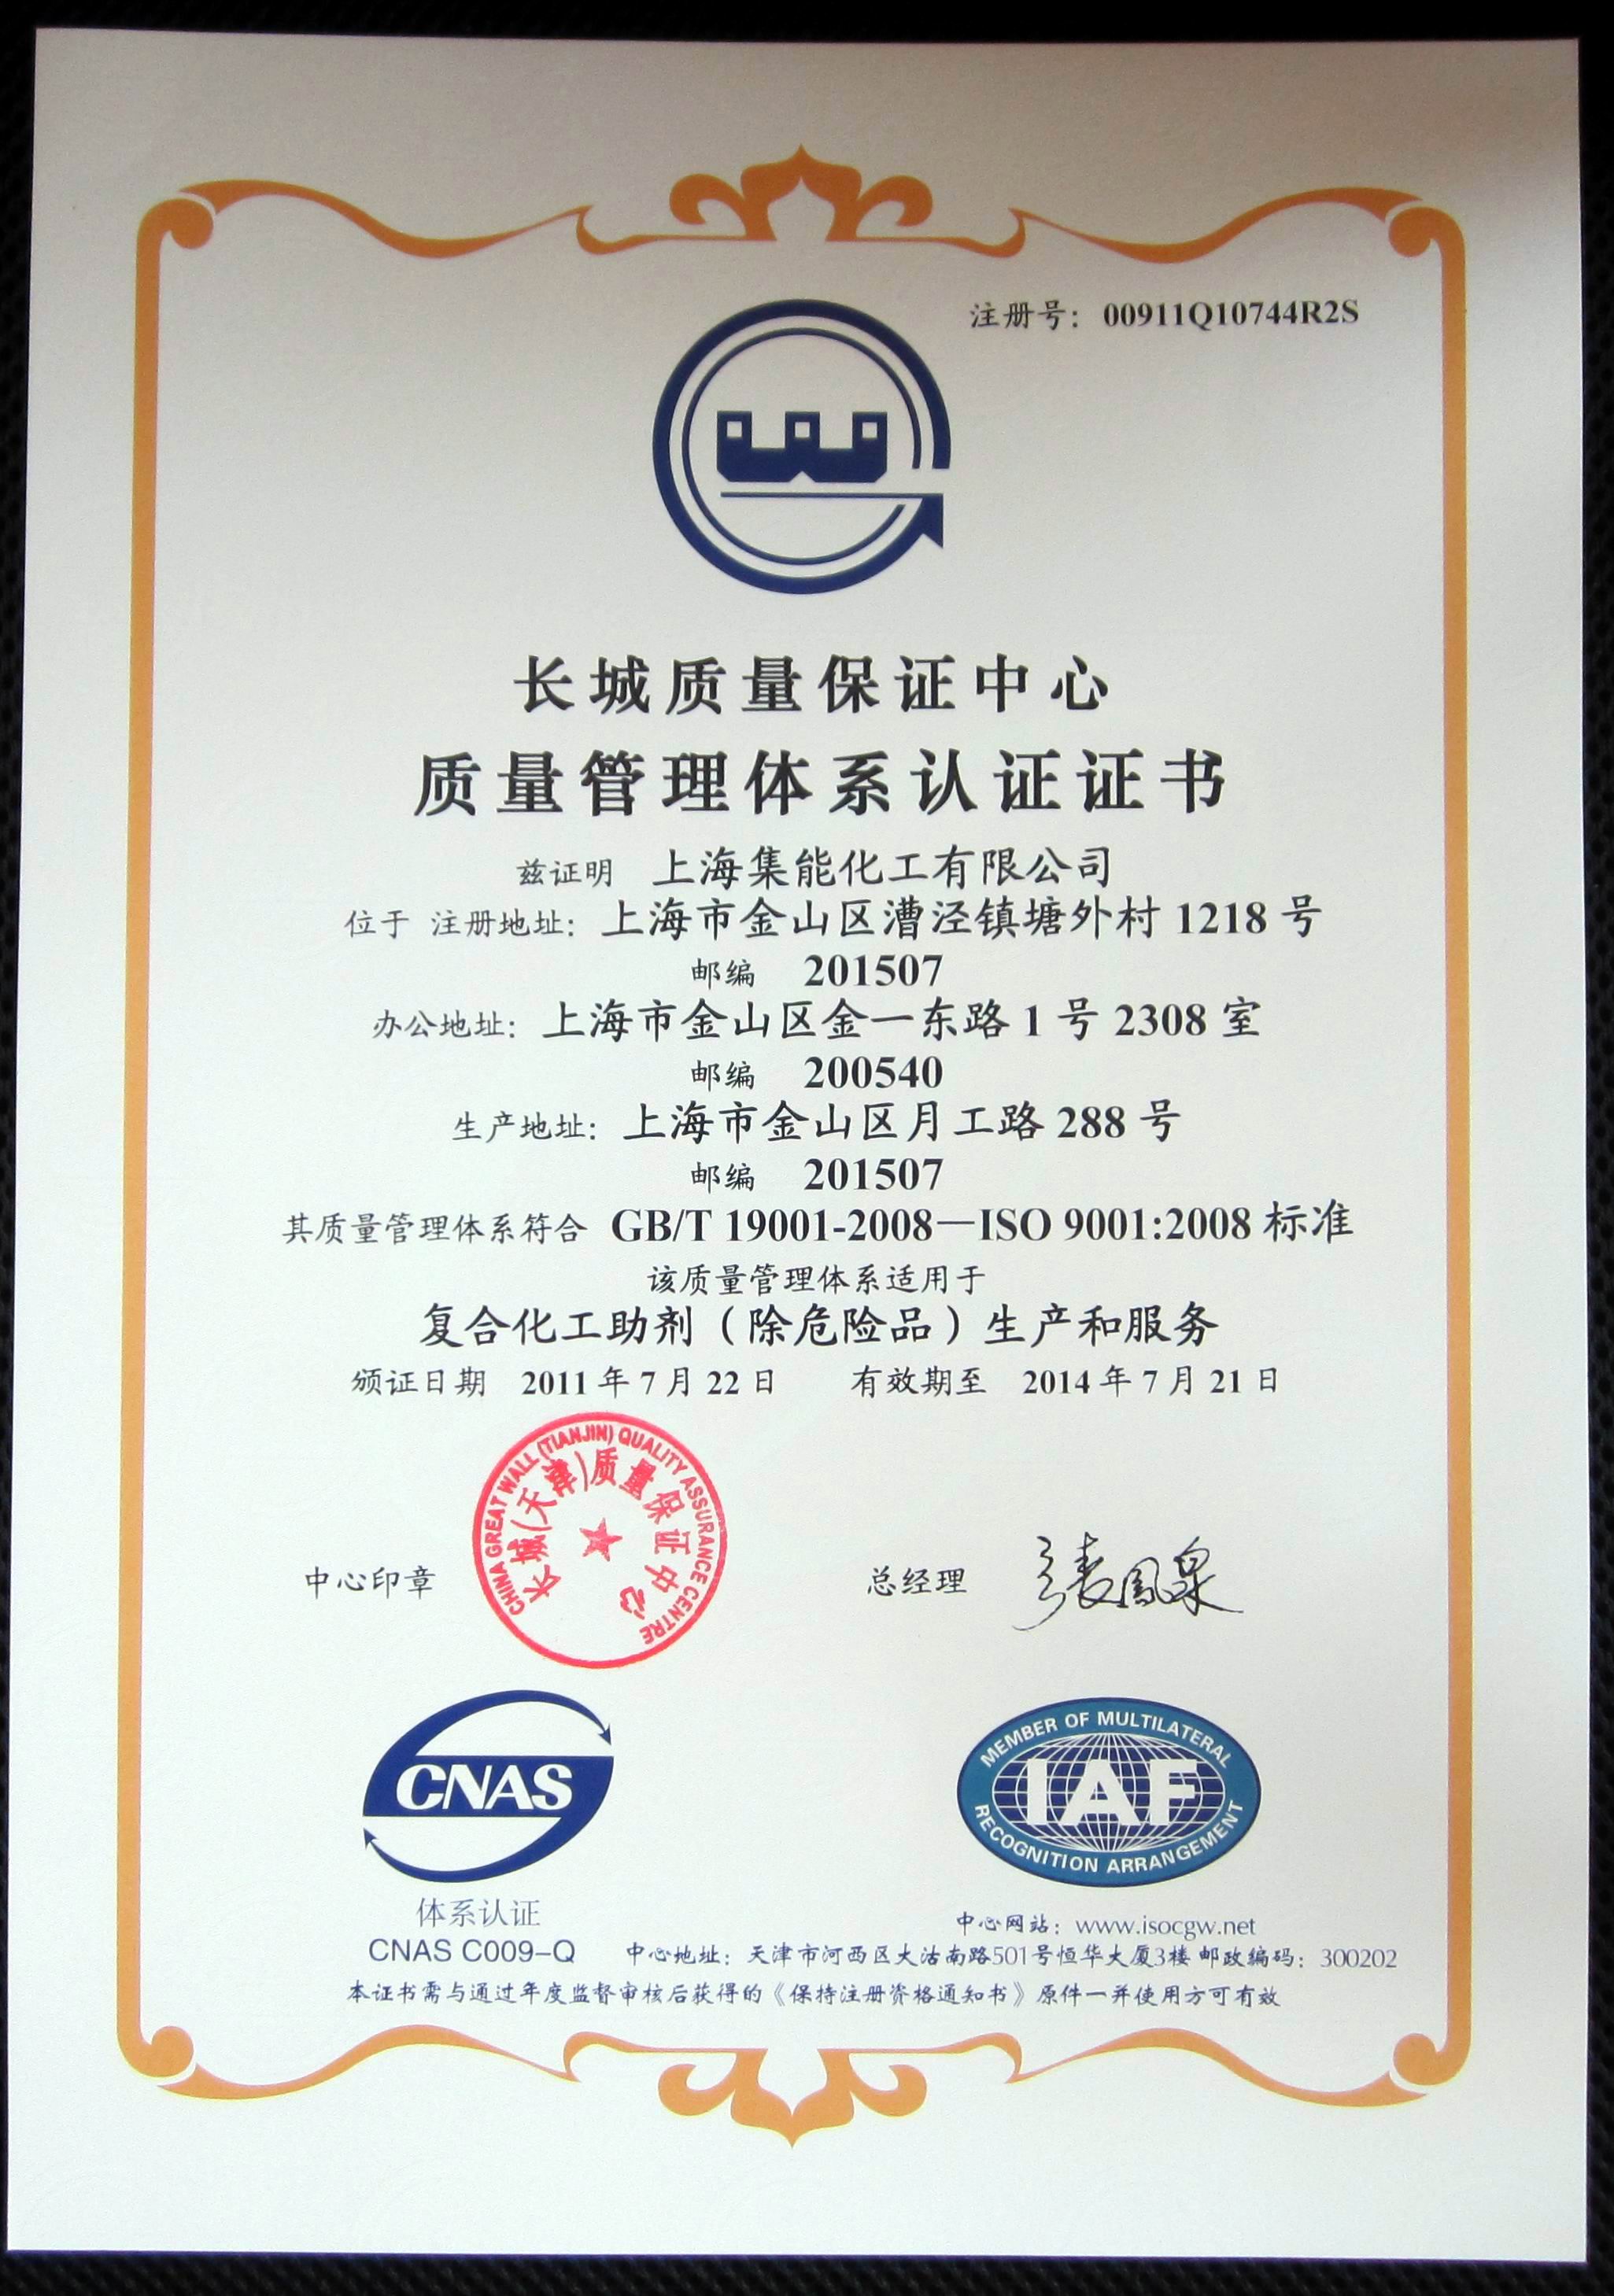 注册号：00911Q10744R2S
长城质量保证中心
质量管理体系认证证书
兹证明 上海集能化工有限公司
位于 注册地址：上海市金山区漕泾镇塘外村 1218 号
邮编 201507
办公地址：上海市金山区金一东路 1 号 2308 室
邮编 200540
生产地址：上海市金山区月工路 288 号
邮编 201507
其质量管理体系符合 GB/T 19001-2008—ISO 9001:2008 标准
该质量管理体系适用于
复合化工助剂（除危险品）生产和服务
颁证日期 2011 年 7 月 22 日 有效期至 2014 年 7 月 21 日
CHINA GREAT WALL (TIANJIN) QUALITY ASSURANCE CENTRE
长城(天津)质量保证中心
中心印章
总经理
CNAS
MEMBER OF MULTILATERAL
IAF
RECOGNITION ARRANGEMENT
体系认证
CNAS C009-Q
中心网站：www.isocgw.net
中心地址：天津市河西区大沽南路501号恒华大厦3楼 邮政编码：300202
本证书需与通过年度监督审核后获得的《保持注册资格通知书》原件一并使用方可有效